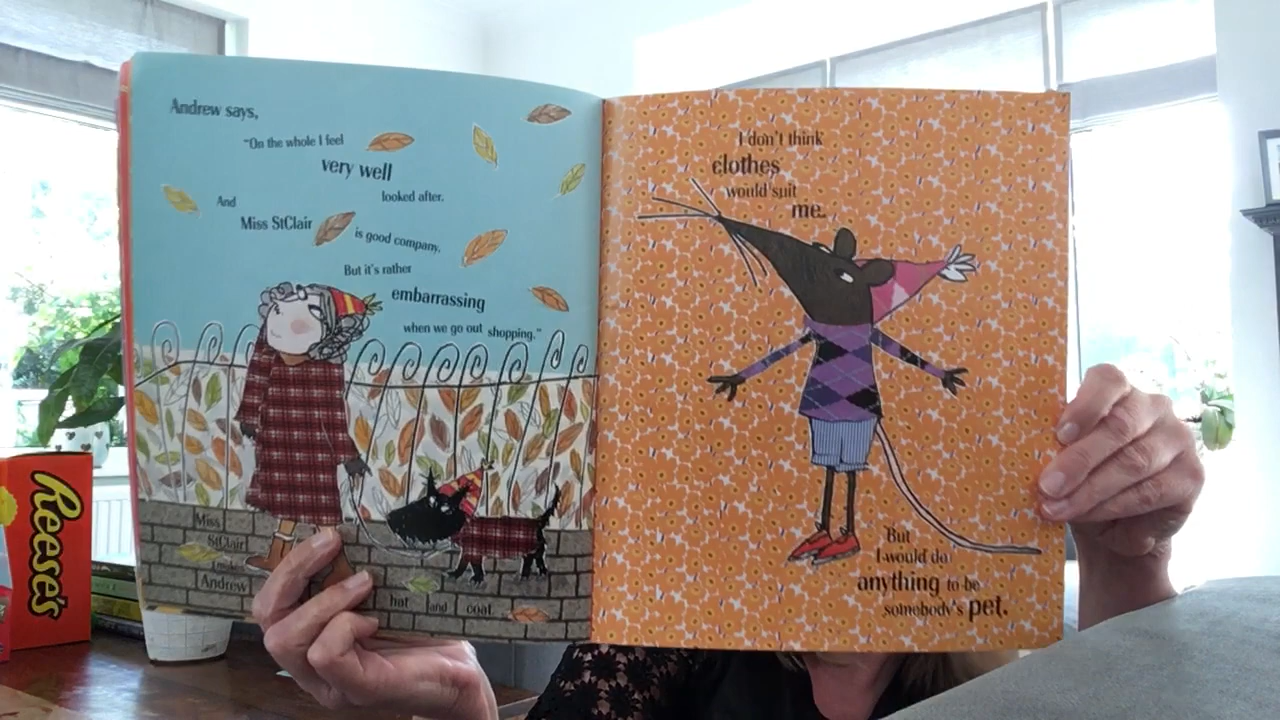 Andrew says,
"On the whole I feel
very well
looked after.
And
Miss StClair
is good company,
But it's rather
embarrassing
when we go out shopping."
Miss
StClair
Andrew
hat and coat.
I don't think
clothes
would suit
me.
But
I would do
anything to be
somebody's pet.
Reese's